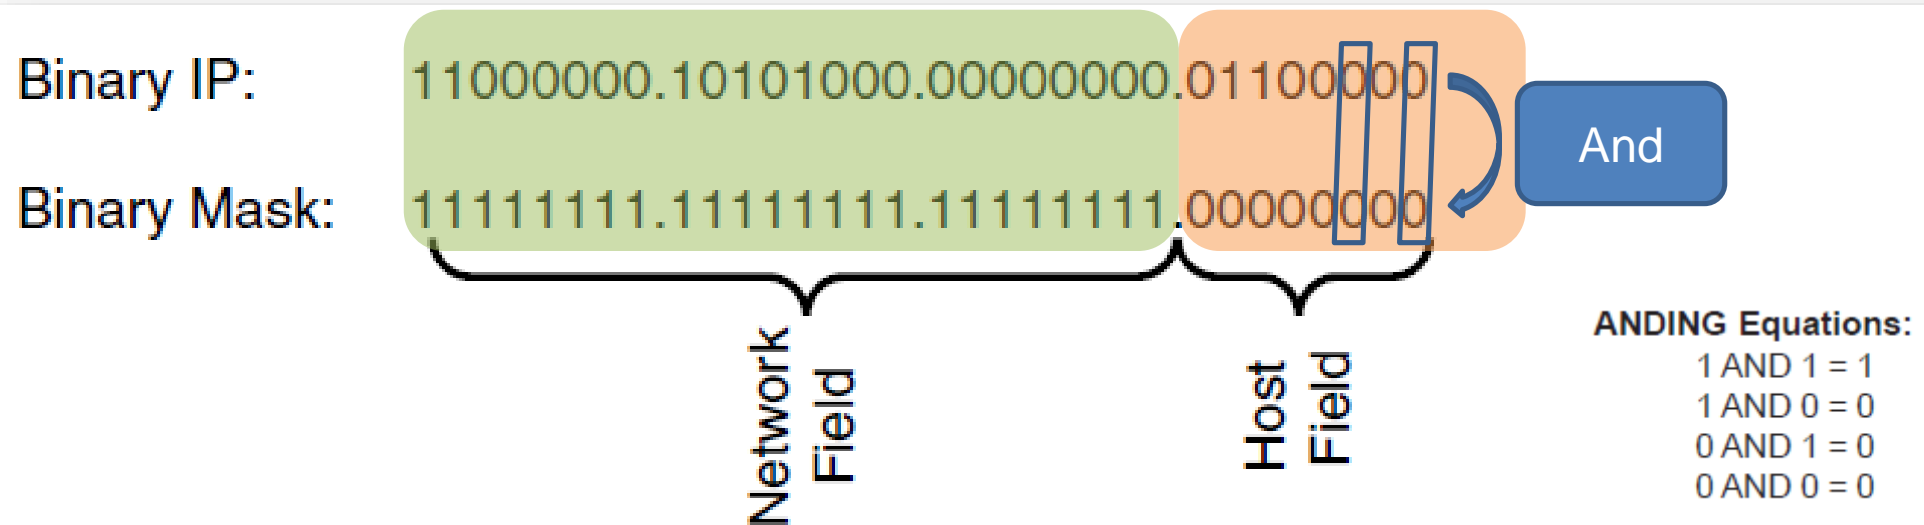 Binary IP: 11000000.10101000.00000000.01100000
And
Binary Mask: 11111111.11111111.11111111.00000000
Network
Field
Host
Field
ANDING Equations:
1 AND 1 = 1
1 AND 0 = 0
0 AND 1 = 0
0 AND 0 = 0